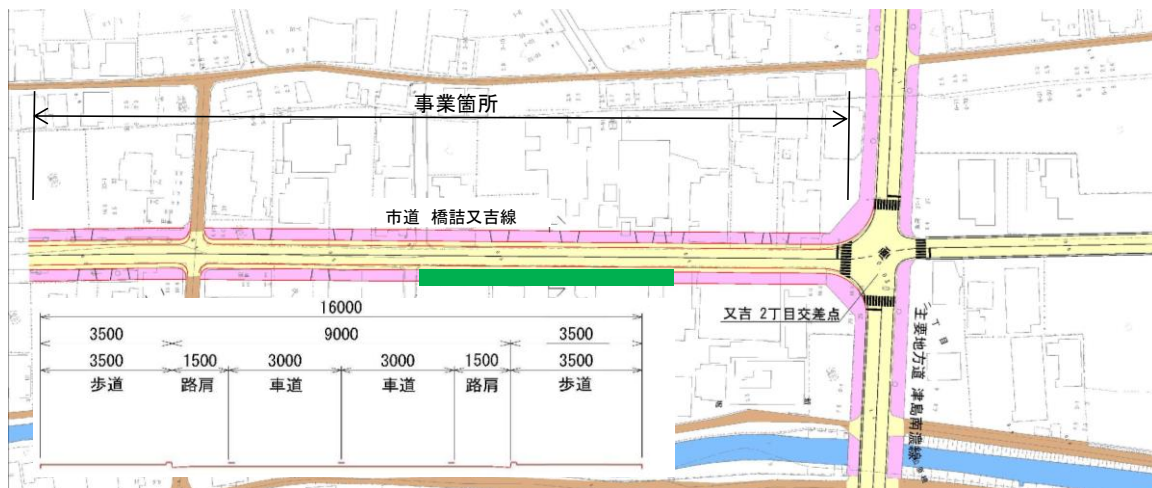 事業箇所
市道 橋詰又吉線
又吉 2丁目交差点
主要地方道 津島南濃線
16000
3500 9000 3500
3500 1500 3000 3000 1500 3500
歩道 路肩 車道 車道 路肩 歩道